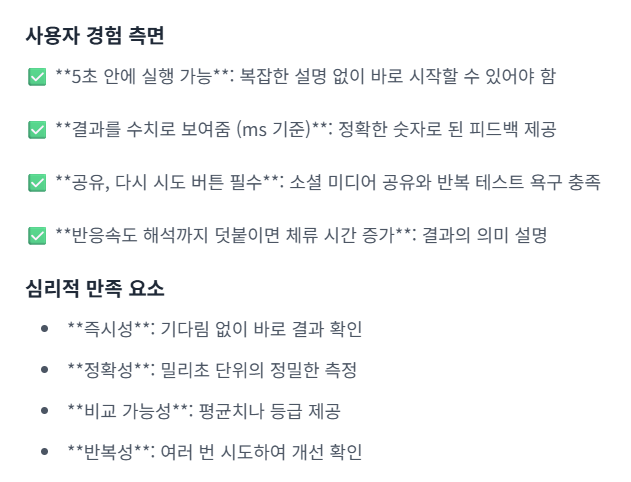 사용자 경험 측면
✅ **5초 안에 실행 가능**: 복잡한 설명 없이 바로 시작할 수 있어야 함
✅ **결과를 수치로 보여줌 (ms 기준)**: 정확한 숫자로 된 피드백 제공
✅ **공유, 다시 시도 버튼 필수**: 소셜 미디어 공유와 반복 테스트 욕구 충족
✅ **반응속도 해석까지 덧붙이면 체류 시간 증가**: 결과의 의미 설명
심리적 만족 요소
• **즉시성**: 기다림 없이 바로 결과 확인
• **정확성**: 밀리초 단위의 정밀한 측정
• **비교 가능성**: 평균치나 등급 제공
• **반복성**: 여러 번 시도하여 개선 확인